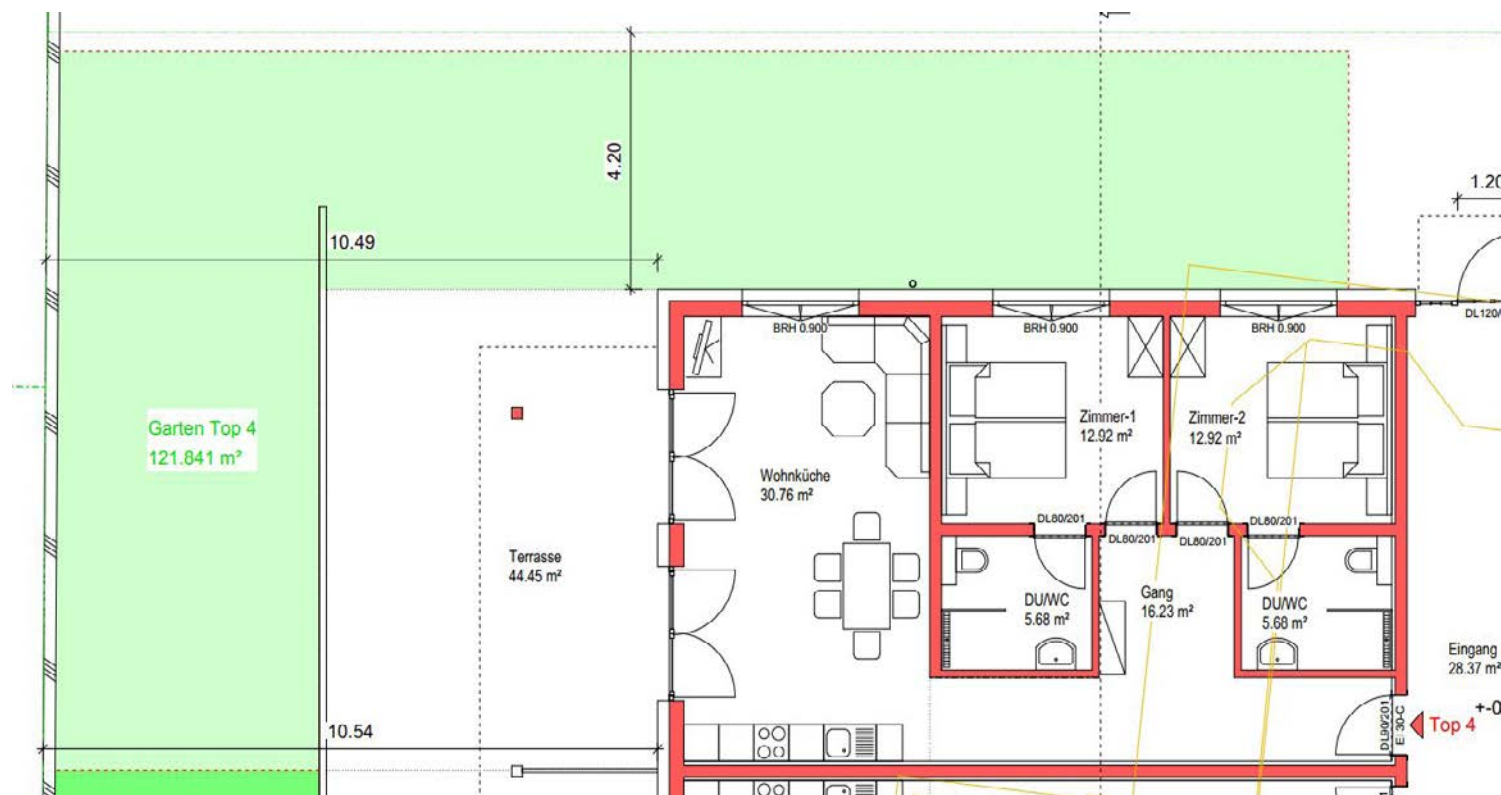 4.20
1.20
10.49
BRH 0.900
BRH 0.900
BRH 0.900
DL120/
Garten Top 4
121.841 m²
Zimmer-1
12.92 m²
Zimmer-2
12.92 m²
Wohnküche
30.76 m²
DL80/201
DL80/201
DL80/201
DL80/201
Terrasse
44.45 m²
DU/WC
5.68 m²
Gang
16.23 m²
DU/WC
5.68 m²
Eingang
28.37 m²
10.54
DL90/201
EI30-C
Top 4
+-0